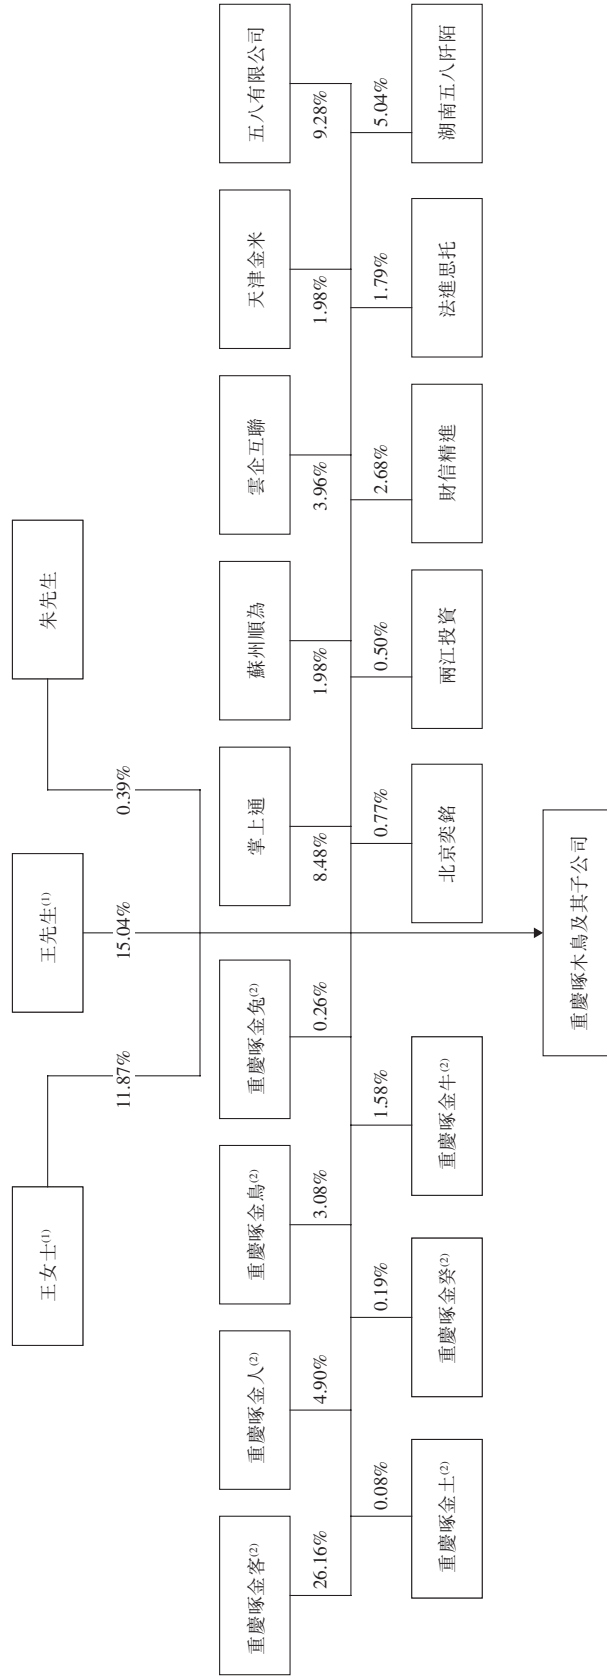 王女士(1)
王先生(1)
朱先生
11.87%
15.04%
0.39%
重慶啄金客(2)
重慶啄金人(2)
重慶啄金鳥(2)
重慶啄金兔(2)
掌上通
蘇州順為
雲企互聯
天津金米
五八有限公司
26.16%
4.90%
3.08%
0.26%
8.48%
1.98%
3.96%
1.98%
9.28%
0.08%
0.19%
1.58%
0.77%
0.50%
2.68%
1.79%
5.04%
重慶啄金土(2)
重慶啄金癸(2)
重慶啄金牛(2)
北京奕銘
兩江投資
財信精進
法進思托
湖南五八阡陌
重慶啄木鳥及其子公司